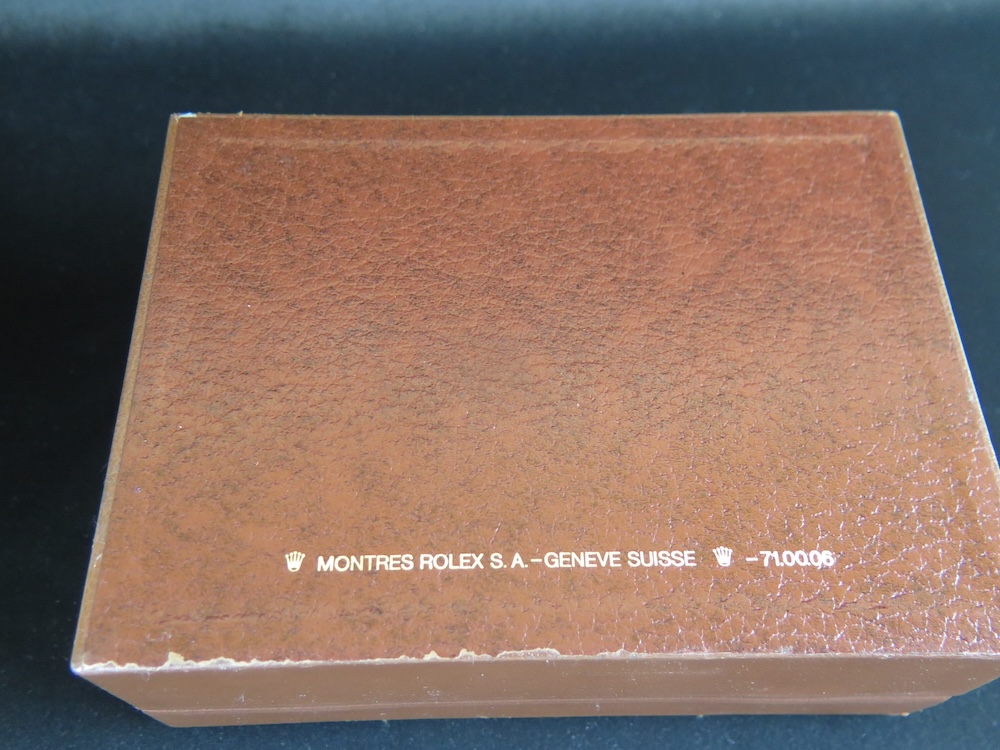 MONTRES ROLEX S.A.-GENEVE SUISSE -71.00.06